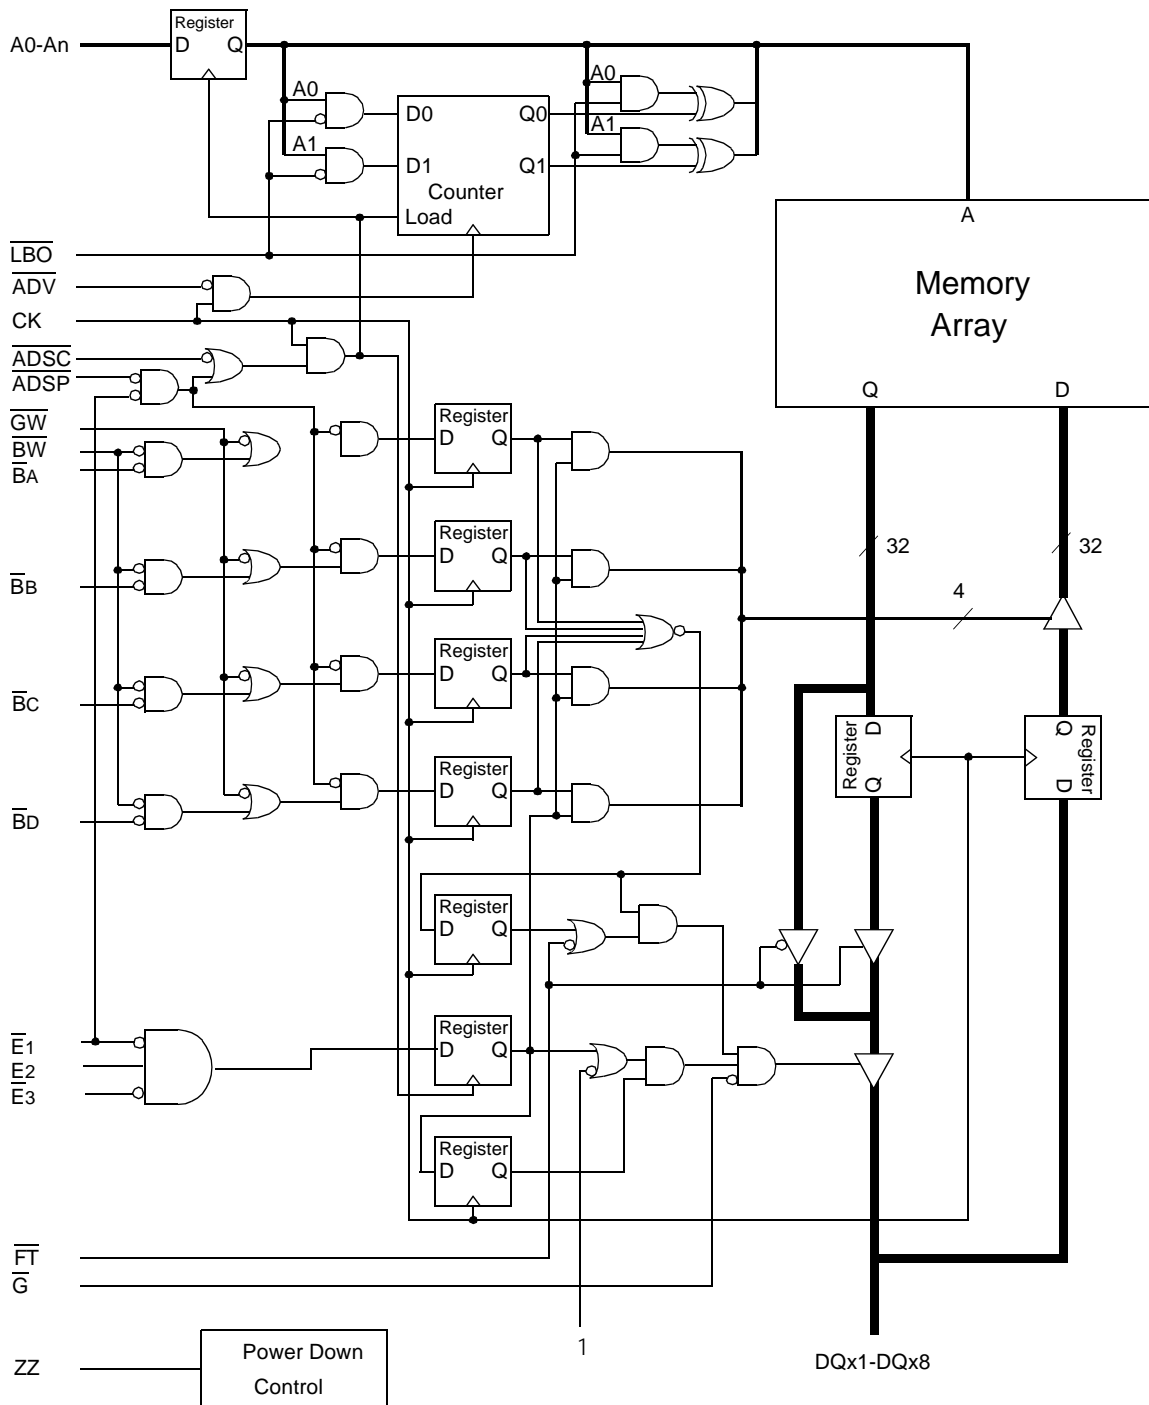 Register
A0-An
D Q
A0
A0
D0 Q0
A1
A1
D1 Q1
Counter
Load
A
LBO
ADV
Memory
CK
Array
ADSC
ADSP
Q D
GW
Register
BW
D Q
BA
Register
32 32
D Q
BB
4
Register
D Q
BC
Register D Q
Q D Register
Register
D Q
BD
Register
D Q
Register
E1
D Q
E2
E3
Register
D Q
FT
G
1
Power Down
ZZ
DQx1-DQx8
Control